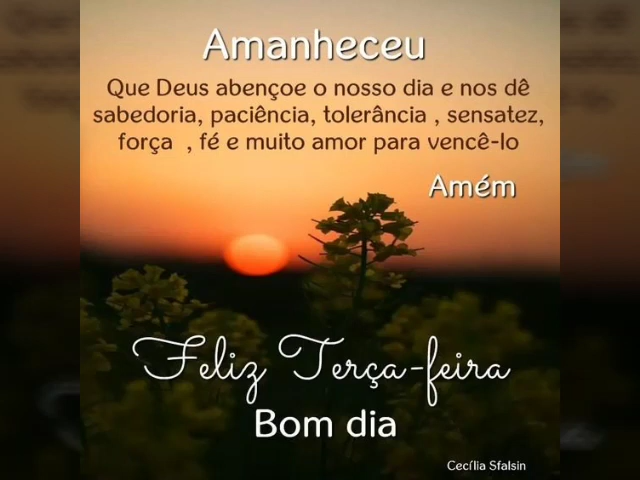 Amanheceu
Que Deus abençoe o nosso dia e nos dê
sabedoria, paciência, tolerância , sensatez,
força  , fé e muito amor para vencê-lo
Amém
Feliz Terça-feira
Bom dia
Cecília Sfalsin